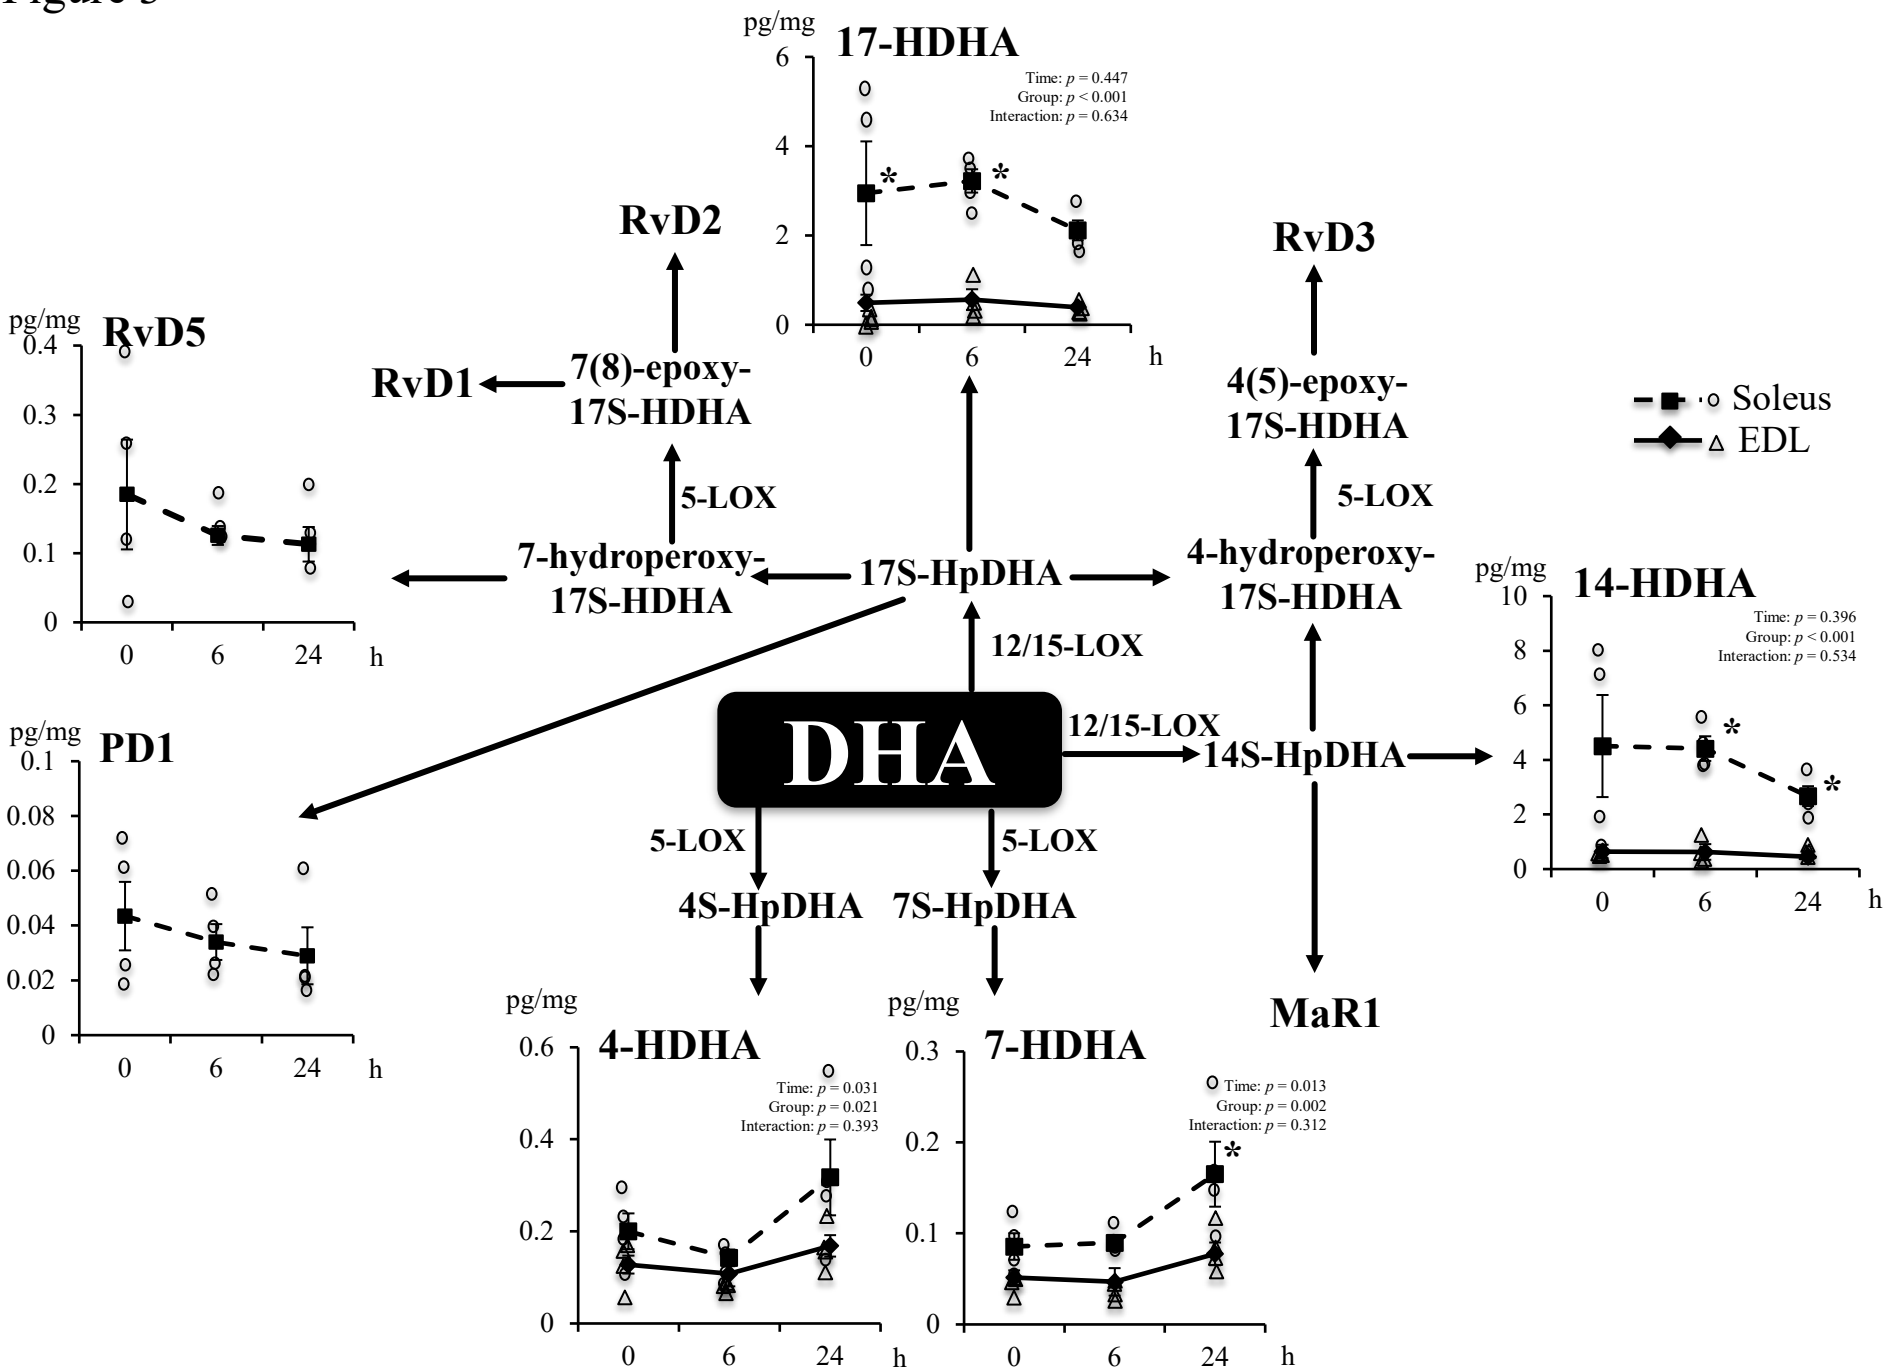 pg/mg
17-HDHA
6
4
2
0
Time: p = 0.447
Group: p < 0.001
Interaction: p = 0.634
*
*
0 6 24 h
RvD2
RvD3
pg/mg
RvD5
0.4
0.3
0.2
0.1
0
0 6 24 h
RvD1
7(8)-epoxy-
17S-HDHA
5-LOX
7-hydroperoxy-
17S-HDHA
17S-HpDHA
4(5)-epoxy-
17S-HDHA
5-LOX
4-hydroperoxy-
17S-HDHA
Soleus
EDL
12/15-LOX
DHA
12/15-LOX
14S-HpDHA
pg/mg
14-HDHA
10
8
6
4
2
0
Time: p = 0.396
Group: p < 0.001
Interaction: p = 0.534
*
*
0 6 24 h
pg/mg
PD1
0.1
0.08
0.06
0.04
0.02
0
0 6 24 h
5-LOX
5-LOX
4S-HpDHA
7S-HpDHA
MaR1
pg/mg
4-HDHA
0.6
0.4
0.2
0
Time: p = 0.031
Group: p = 0.021
Interaction: p = 0.393
0 6 24 h
pg/mg
7-HDHA
0.3
0.2
0.1
0
Time: p = 0.013
Group: p = 0.002
Interaction: p = 0.312
*
0 6 24 h